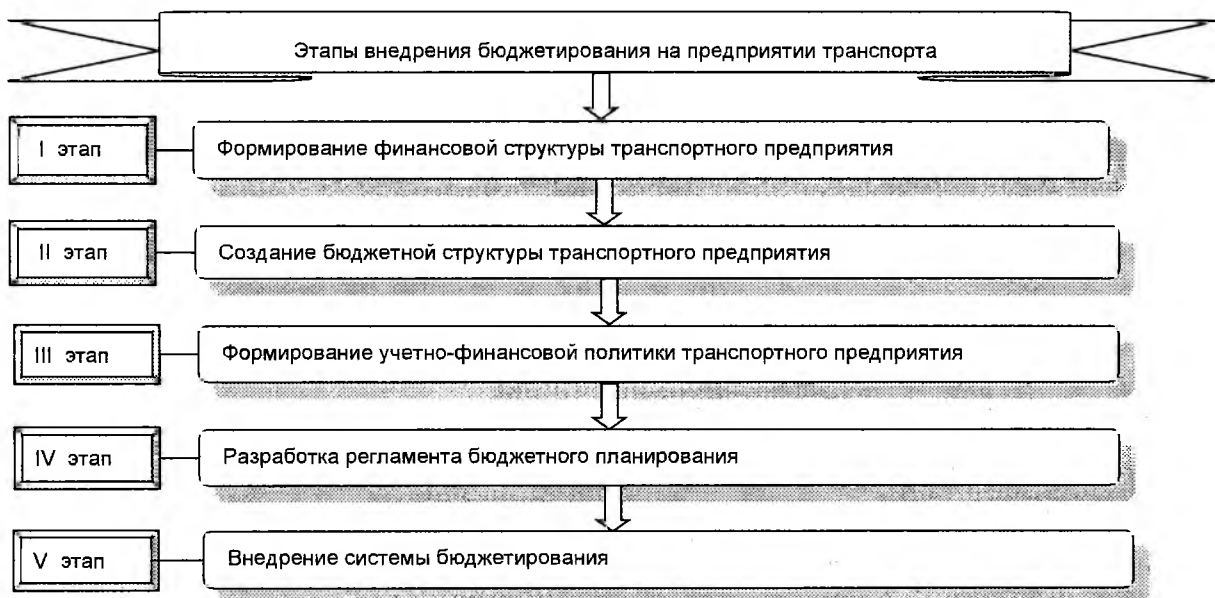 Этапы внедрения бюджетирования на предприятии транспорта
I этап
Формирование финансовой структуры транспортного предприятия
II этап
Создание бюджетной структуры транспортного предприятия
III этап
Формирование учетно-финансовой политики транспортного предприятия
IV этап
Разработка регламента бюджетного планирования
V этап
Внедрение системы бюджетирования